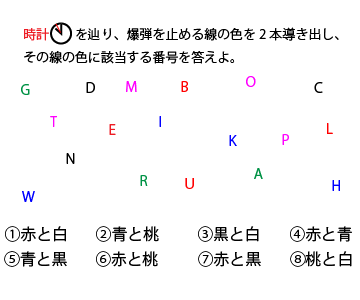 時計を辿り、爆弾を止める線の色を2本導き出し、
その線の色に該当する番号を答えよ。
G D M B O C
T E I K P L
N R U A
W H
①赤と白 ②青と桃 ③黒と白 ④赤と青
⑤青と黒 ⑥赤と桃 ⑦赤と黒 ⑧桃と白